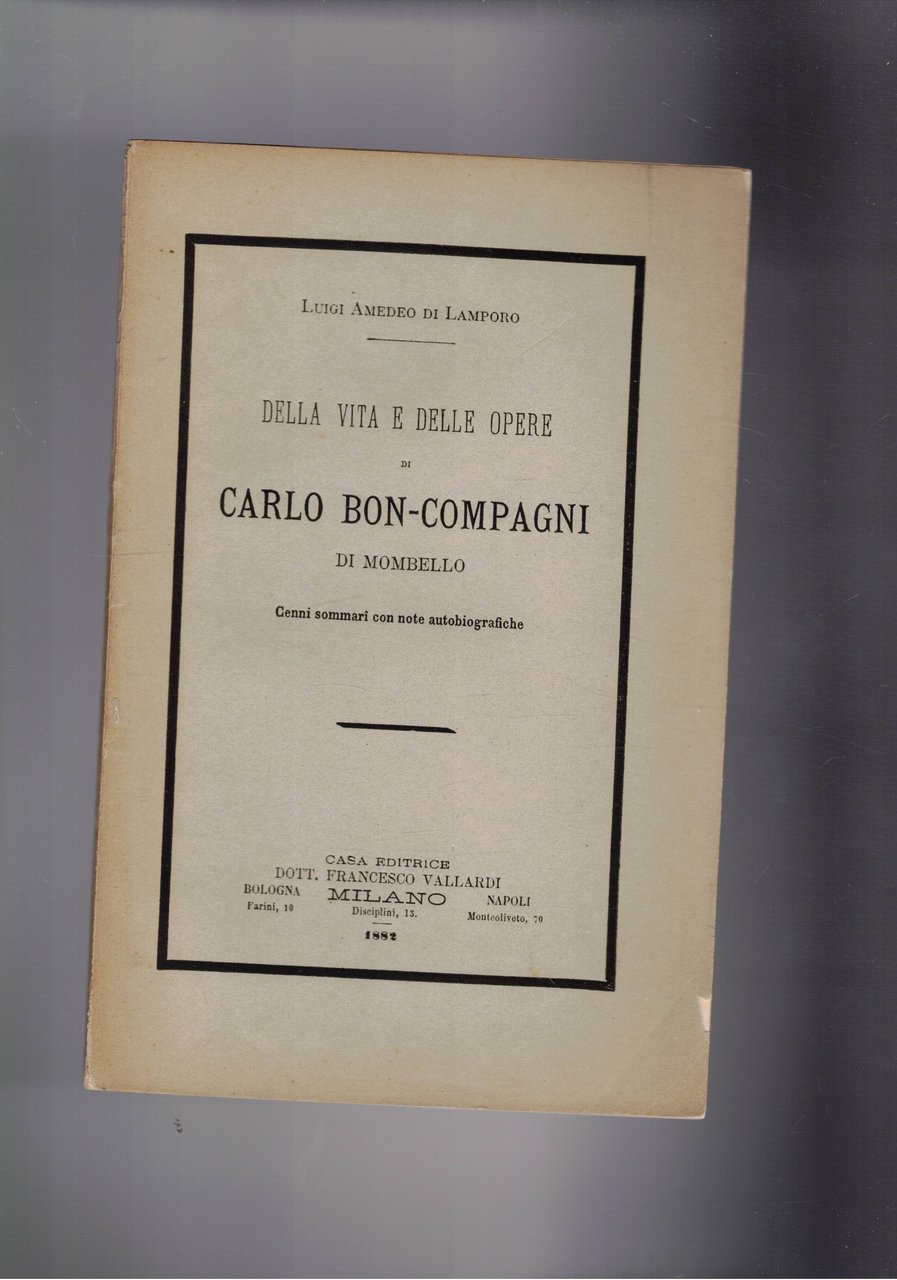 Luigi Amedeo di Lamporo
DELLA VITA E DELLE OPERE
DI
CARLO BON-COMPAGNI
DI MOMBELLO
Cenni sommarî con note autobiografiche
CASA EDITRICE
DOTT. FRANCESCO VALLARDI
BOLOGNA MILANO NAPOLI
Farini, 10 Disciplini, 15. Monteoliveto, 70
1882